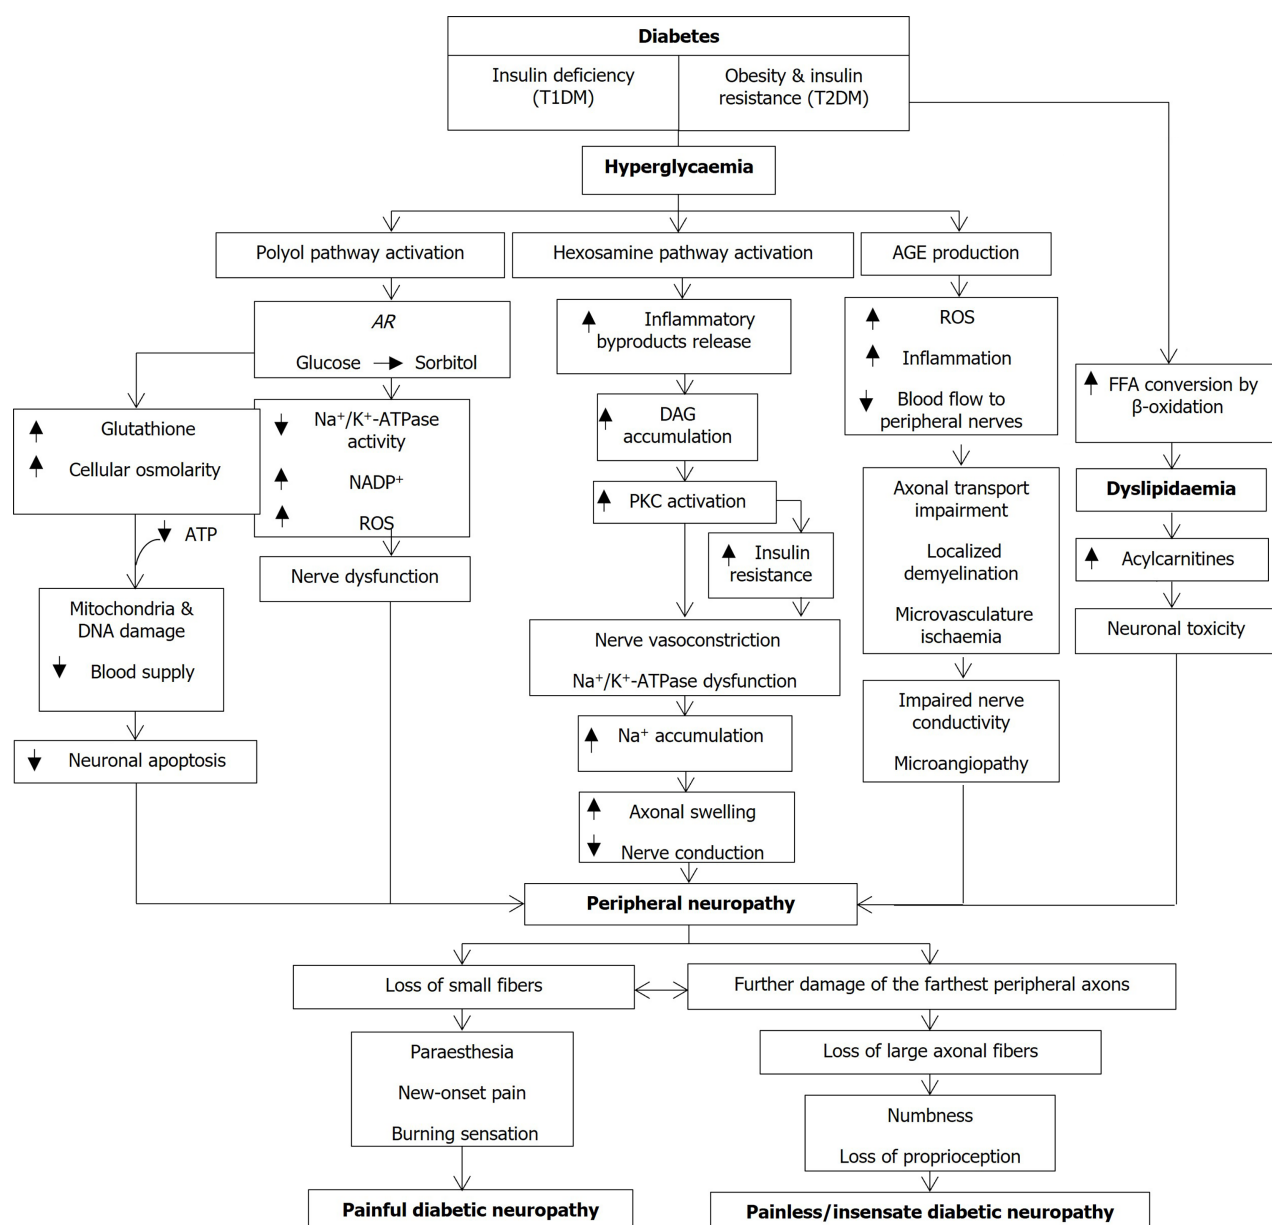 Diabetes
Insulin deficiency
(T1DM)
Obesity & insulin
resistance (T2DM)
Hyperglycaemia
Polyol pathway activation
Hexosamine pathway activation
AGE production
AR
Glucose
Sorbitol
Inflammatory
byproducts release
ROS
Inflammation
Blood flow to
peripheral nerves
FFA conversion by
β-oxidation
Glutathione
Cellular osmolarity
Na⁺/K⁺-ATPase
activity
NADP⁺
ROS
DAG
accumulation
PKC activation
Insulin
resistance
Axonal transport
impairment
Localized
demyelination
Microvasculature
ischaemia
Dyslipidaemia
Acylcarnitines
Neuronal toxicity
ATP
Nerve dysfunction
Mitochondria &
DNA damage
Blood supply
Nerve vasoconstriction
Na⁺/K⁺-ATPase dysfunction
Impaired nerve
conductivity
Microangiopathy
Neuronal apoptosis
Na⁺ accumulation
Axonal swelling
Nerve conduction
Peripheral neuropathy
Loss of small fibers
Further damage of the farthest peripheral axons
Paraesthesia
New-onset pain
Burning sensation
Loss of large axonal fibers
Numbness
Loss of proprioception
Painful diabetic neuropathy
Painless/insensate diabetic neuropathy